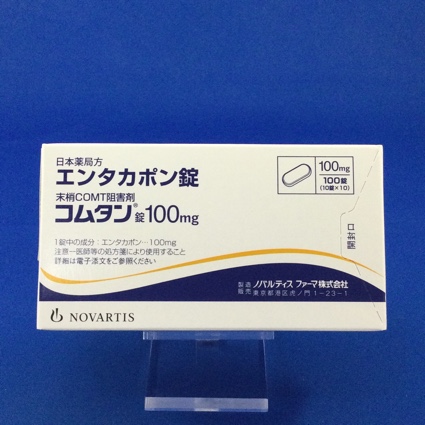 日本薬局方
エンタカポン錠
末梢COMT阻害剤
コムタン®錠100mg
1錠中の成分：エンタカポン…100mg
注意－医師等の処方箋により使用すること
詳細は電子添文をご参照ください
100mg
100錠
(10錠×10)
開封口
製造販売 ノバルティス ファーマ株式会社
東京都港区虎ノ門1-23-1
NOVARTIS